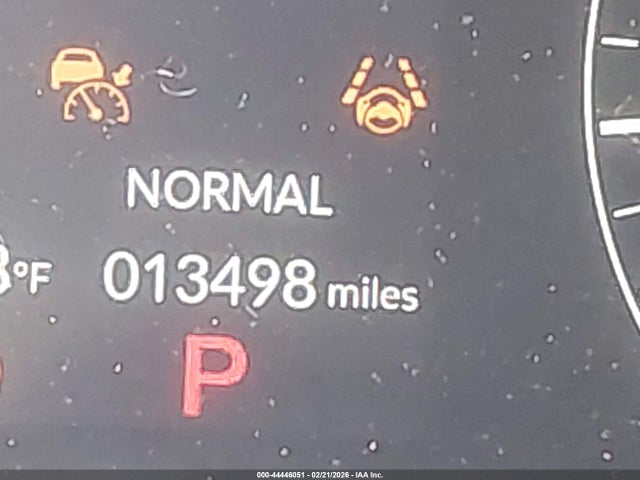 NORMAL
°F
013498 miles
P
000-44446051 - 02/21/2026 - IAA Inc.